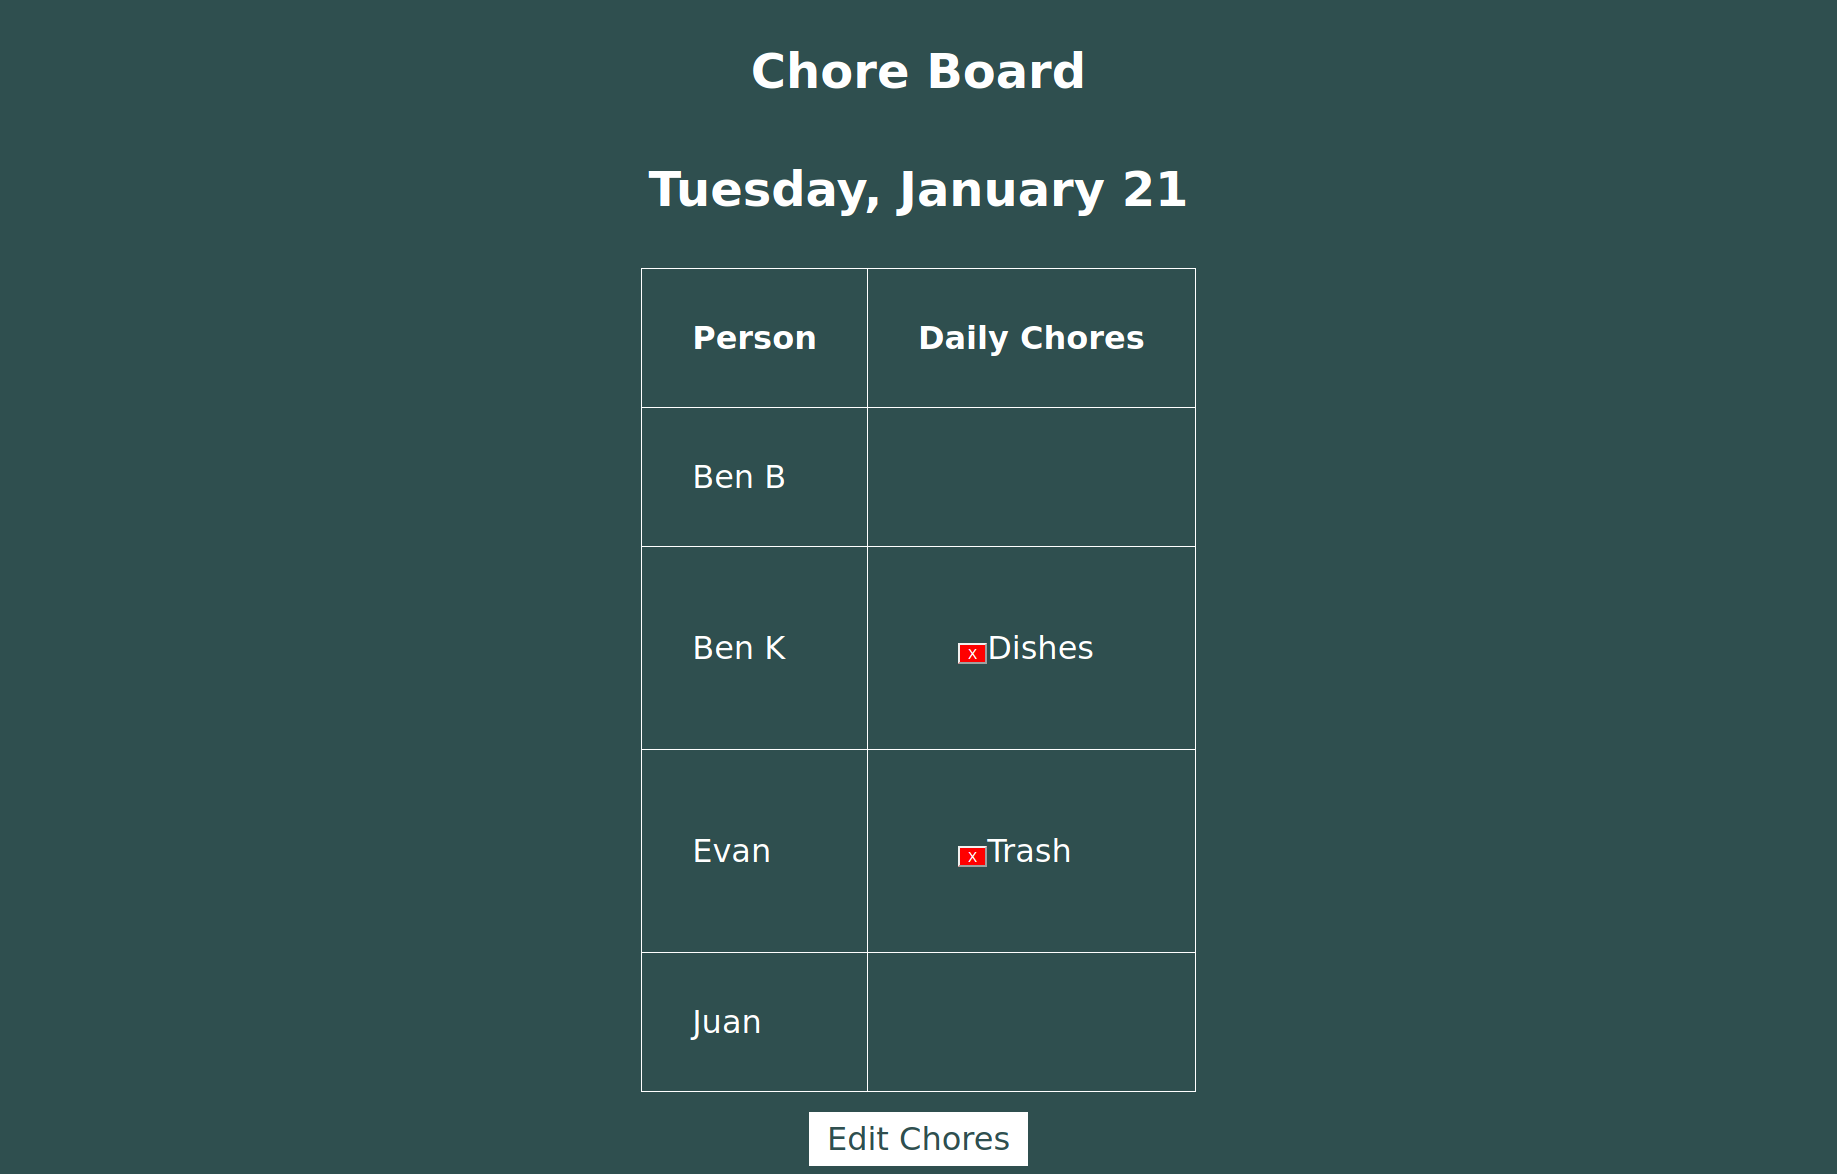 Chore Board
Tuesday, January 21
Person Daily Chores
Ben B
Ben K X Dishes
Evan X Trash
Juan
Edit Chores